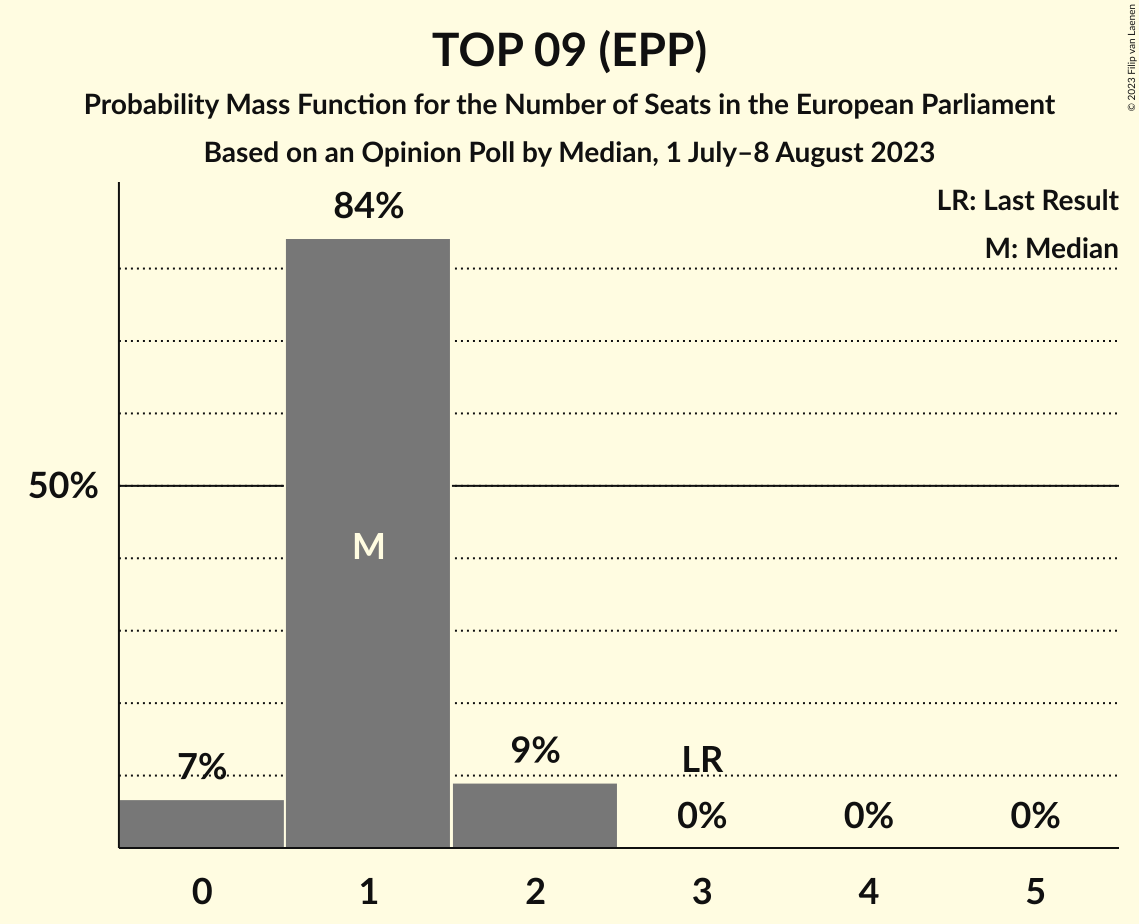 TOP 09 (EPP)
Probability Mass Function for the Number of Seats in the European Parliament
Based on an Opinion Poll by Median, 1 July–8 August 2023
© 2023 Filip van Laenen
LR: Last Result
M: Median
84%
50%
M
7%
9%
LR
0%
0%
0%
0
1
2
3
4
5